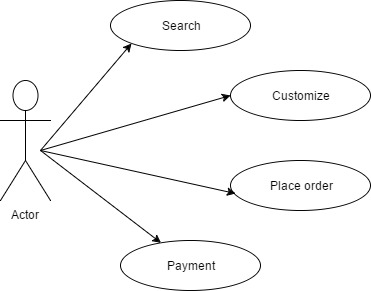 Search
Customize
Place order
Actor
Payment